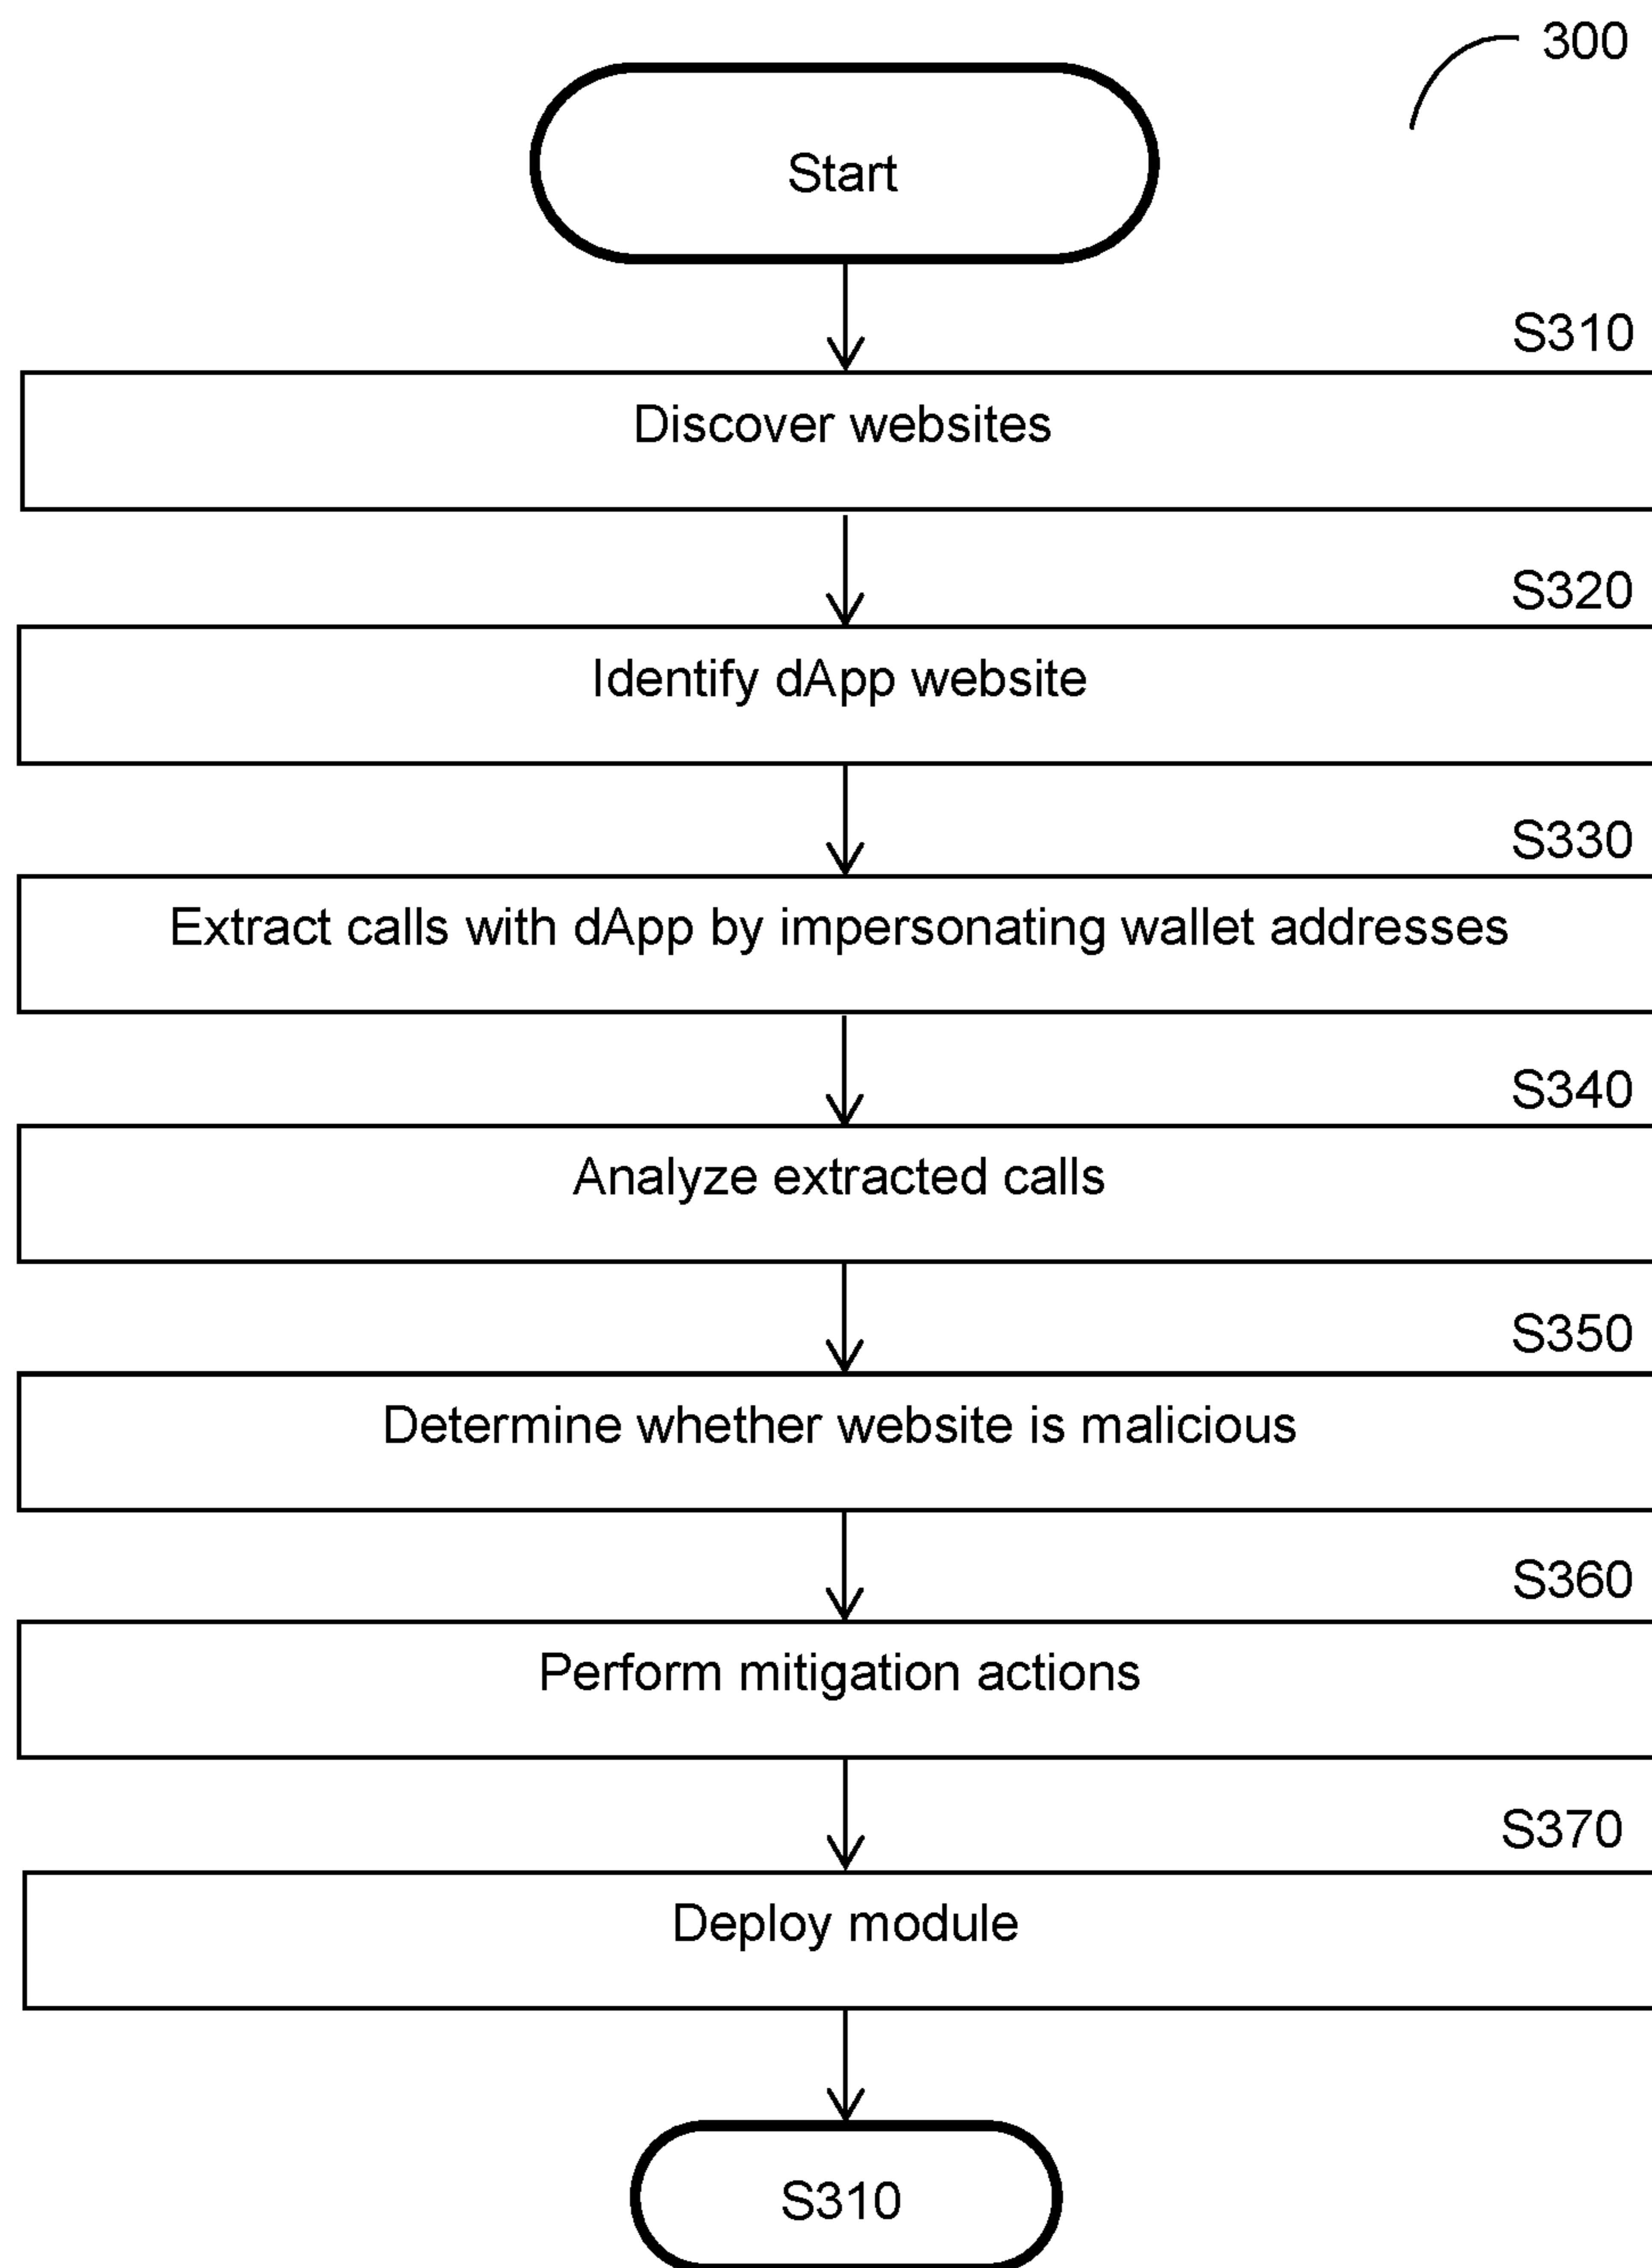 300
Start
S310
Discover websites
S320
Identify dApp website
S330
Extract calls with dApp by impersonating wallet addresses
S340
Analyze extracted calls
S350
Determine whether website is malicious
S360
Perform mitigation actions
S370
Deploy module
S310